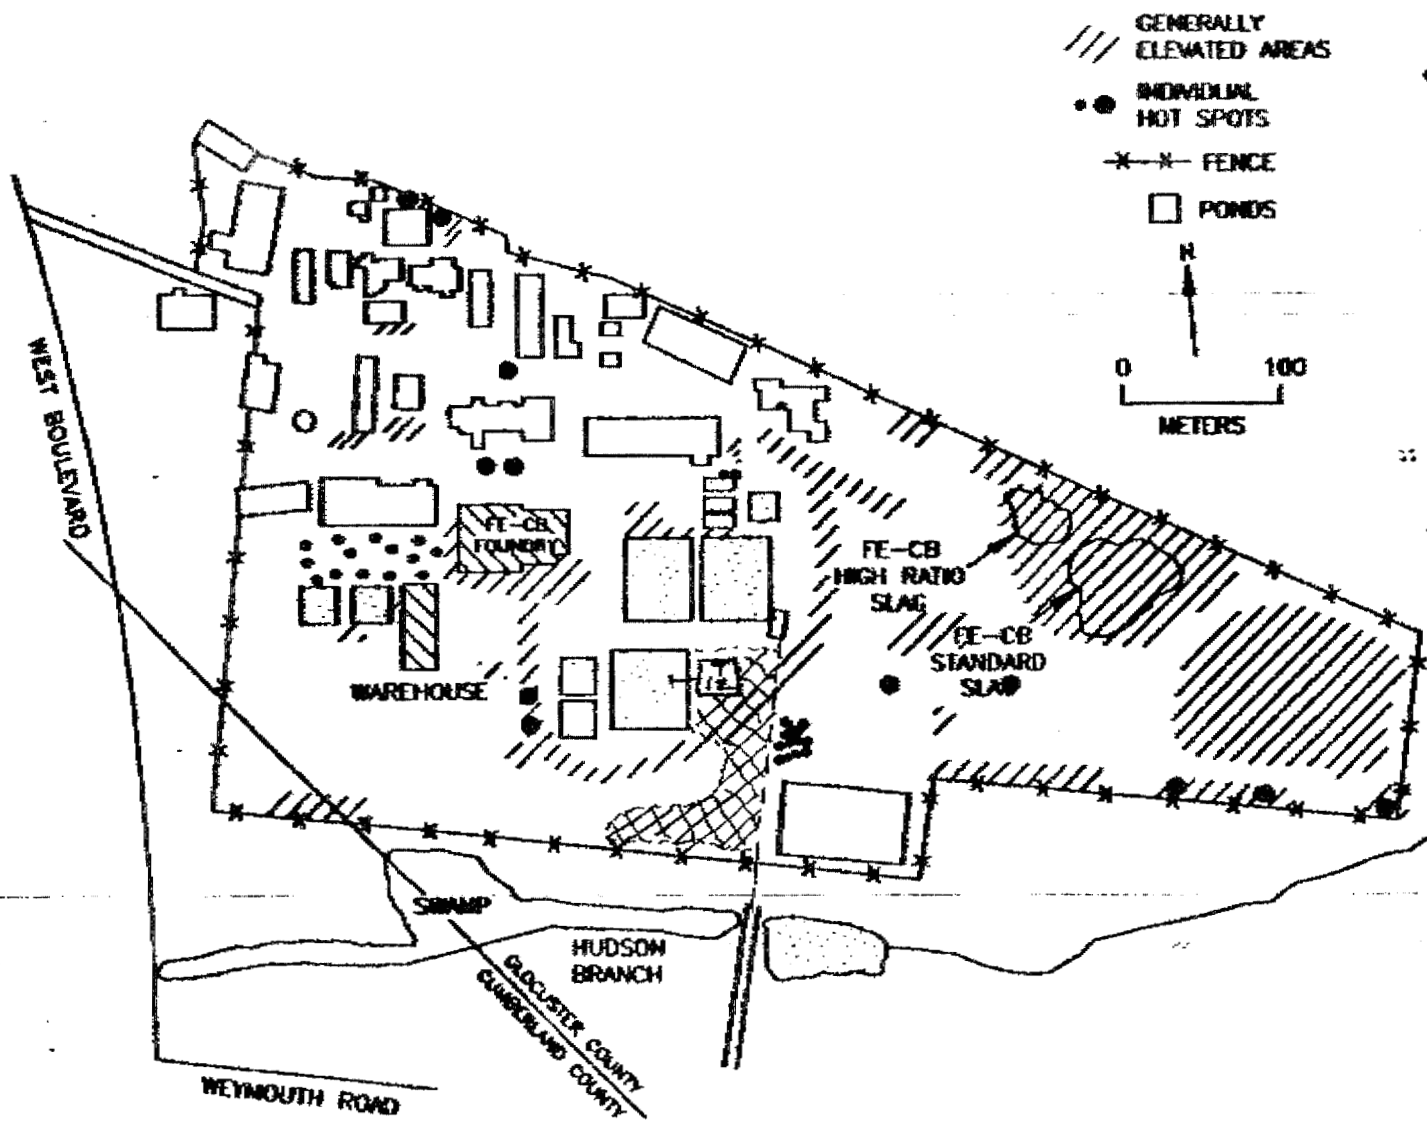 GENERALLY
ELEVATED AREAS
INDIVIDUAL
HOT SPOTS
FENCE
PONDS
N
0 100
METERS
WEST BOULEVARD
FE-CB
FOUNDRY
FE-CB
HIGH RATIO
SLAG
FE-CB
STANDARD
SLAG
WAREHOUSE
SWAMP
HUDSON
BRANCH
GLOCUSTER COUNTY
CUMBERLAND COUNTY
WEYMOUTH ROAD